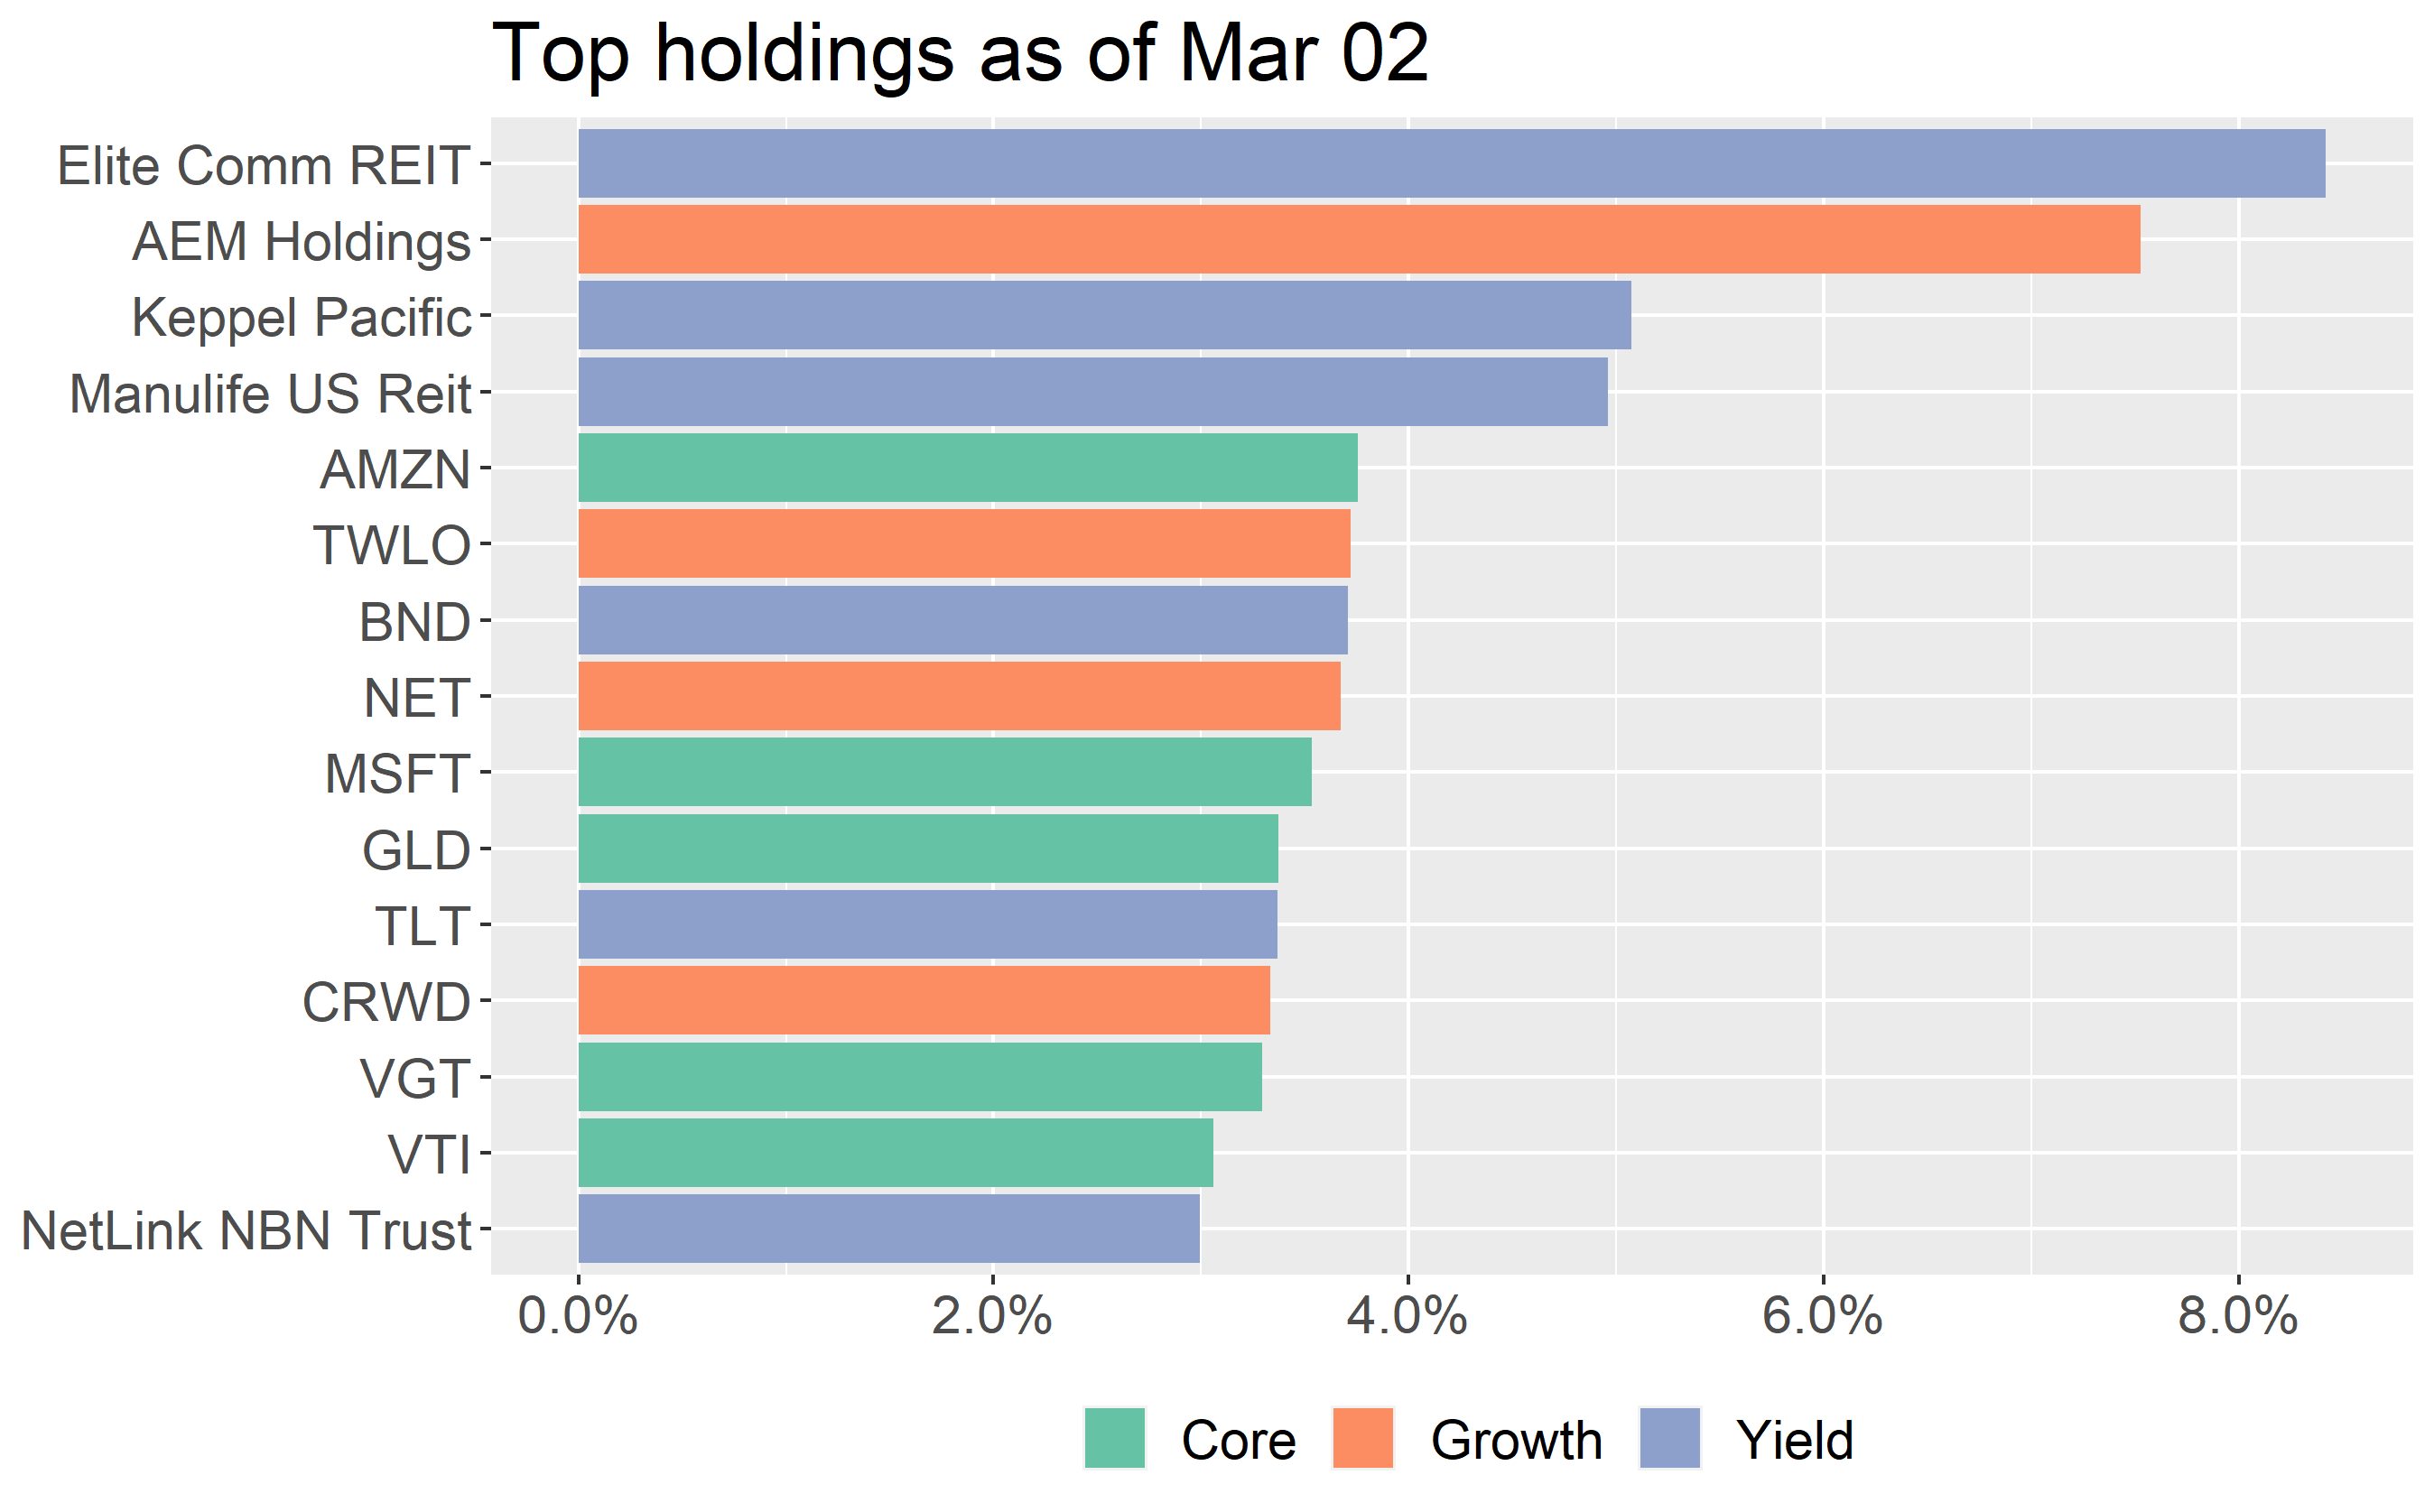 Top holdings as of Mar 02
Elite Comm REIT
AEM Holdings
Keppel Pacific
Manulife US Reit
AMZN
TWLO
BND
NET
MSFT
GLD
TLT
CRWD
VGT
VTI
NetLink NBN Trust
0.0% 2.0% 4.0% 6.0% 8.0%
Core Growth Yield